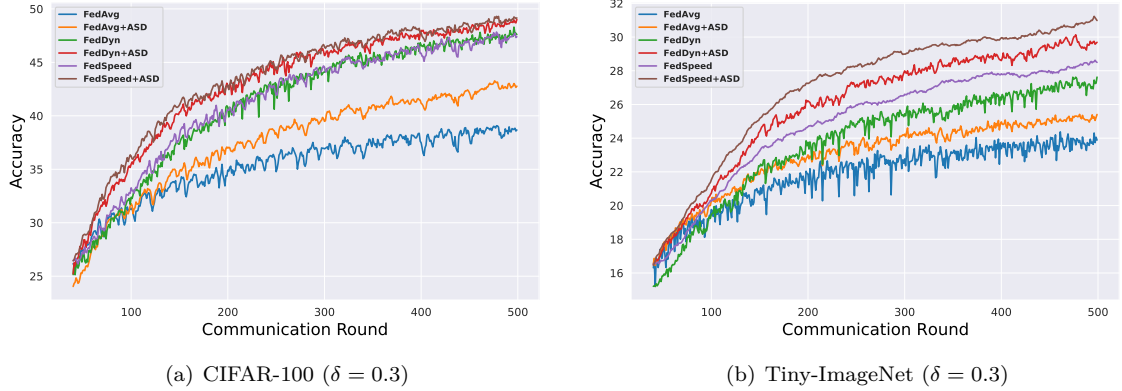 50
45
40
35
30
25
Accuracy
FedAvg
FedAvg+ASD
FedDyn
FedDyn+ASD
FedSpeed
FedSpeed+ASD
100 200 300 400 500
Communication Round
(a) CIFAR-100 (δ = 0.3)
32
30
28
26
24
22
20
18
16
Accuracy
FedAvg
FedAvg+ASD
FedDyn
FedDyn+ASD
FedSpeed
FedSpeed+ASD
100 200 300 400 500
Communication Round
(b) Tiny-ImageNet (δ = 0.3)